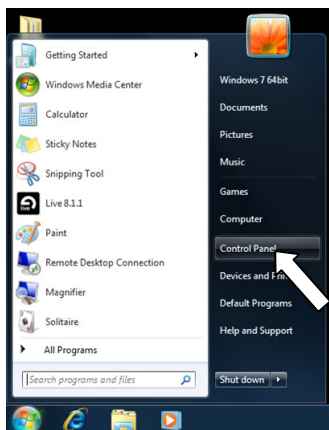 Getting Started
Windows Media Center
Calculator
Sticky Notes
Snipping Tool
Live 8.1.1
Paint
Remote Desktop Connection
Magnifier
Solitaire
All Programs
Search programs and files
Windows 7 64bit
Documents
Pictures
Music
Games
Computer
Control Panel
Devices and
Default Programs
Help and Support
Shut down